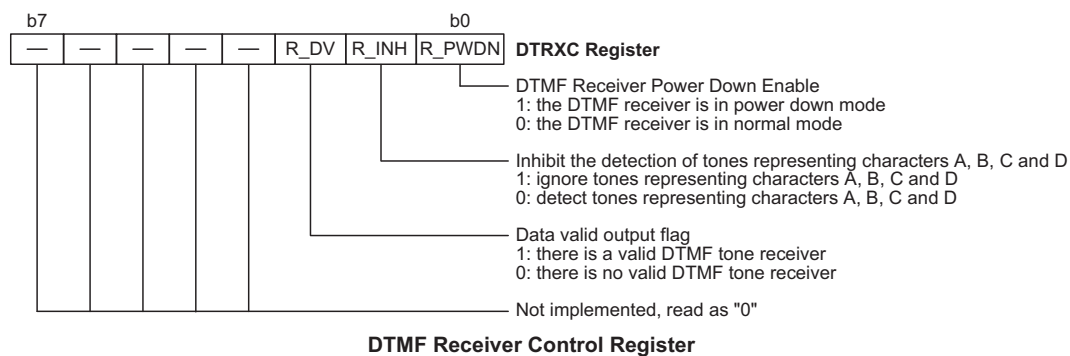 b7 b0
— — — — — R_DV R_INH R_PWDN DTRXC Register
DTMF Receiver Power Down Enable
1: the DTMF receiver is in power down mode
0: the DTMF receiver is in normal mode
Inhibit the detection of tones representing characters A, B, C and D
1: ignore tones representing characters A, B, C and D
0: detect tones representing characters A, B, C and D
Data valid output flag
1: there is a valid DTMF tone receiver
0: there is no valid DTMF tone receiver
Not implemented, read as "0"
DTMF Receiver Control Register